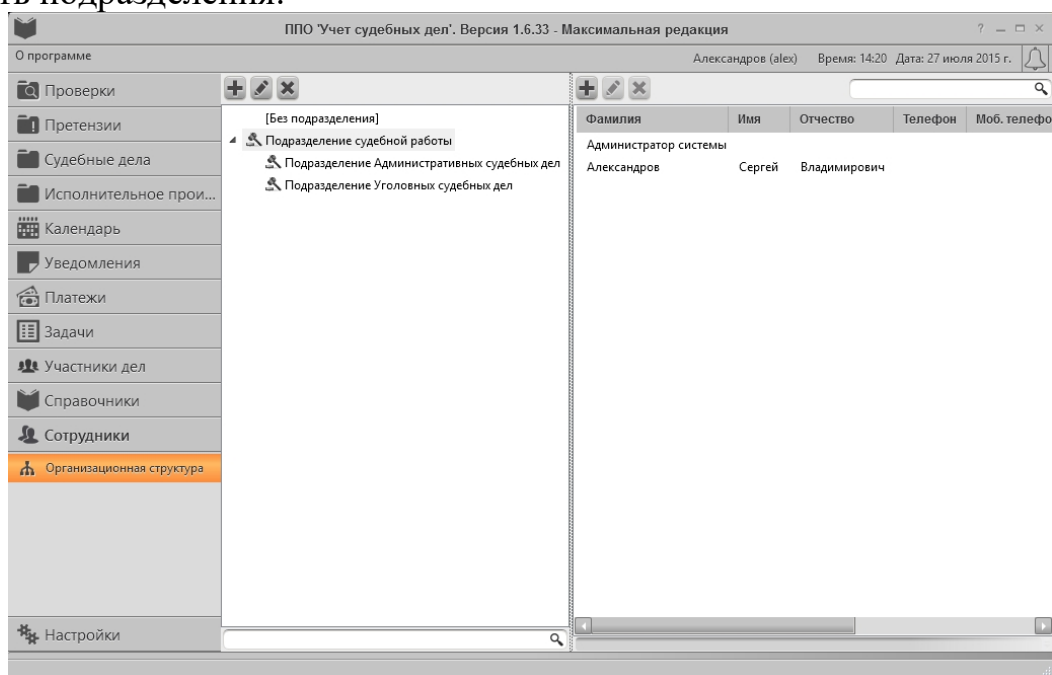 ть подразделения.
ППО 'Учет судебных дел'. Версия 1.6.33 - Максимальная редакция
О программе
Александров (alex) Время: 14:20 Дата: 27 июля 2015 г.
Проверки
Претензии
Судебные дела
Исполнительное прои...
Календарь
Уведомления
Платежи
Задачи
Участники дел
Справочники
Сотрудники
Организационная структура
Настройки
[Без подразделения]
Подразделение судебной работы
Подразделение Административных судебных дел
Подразделение Уголовных судебных дел
Фамилия Имя Отчество Телефон Моб. телефо
Администратор системы
Александров Сергей Владимирович